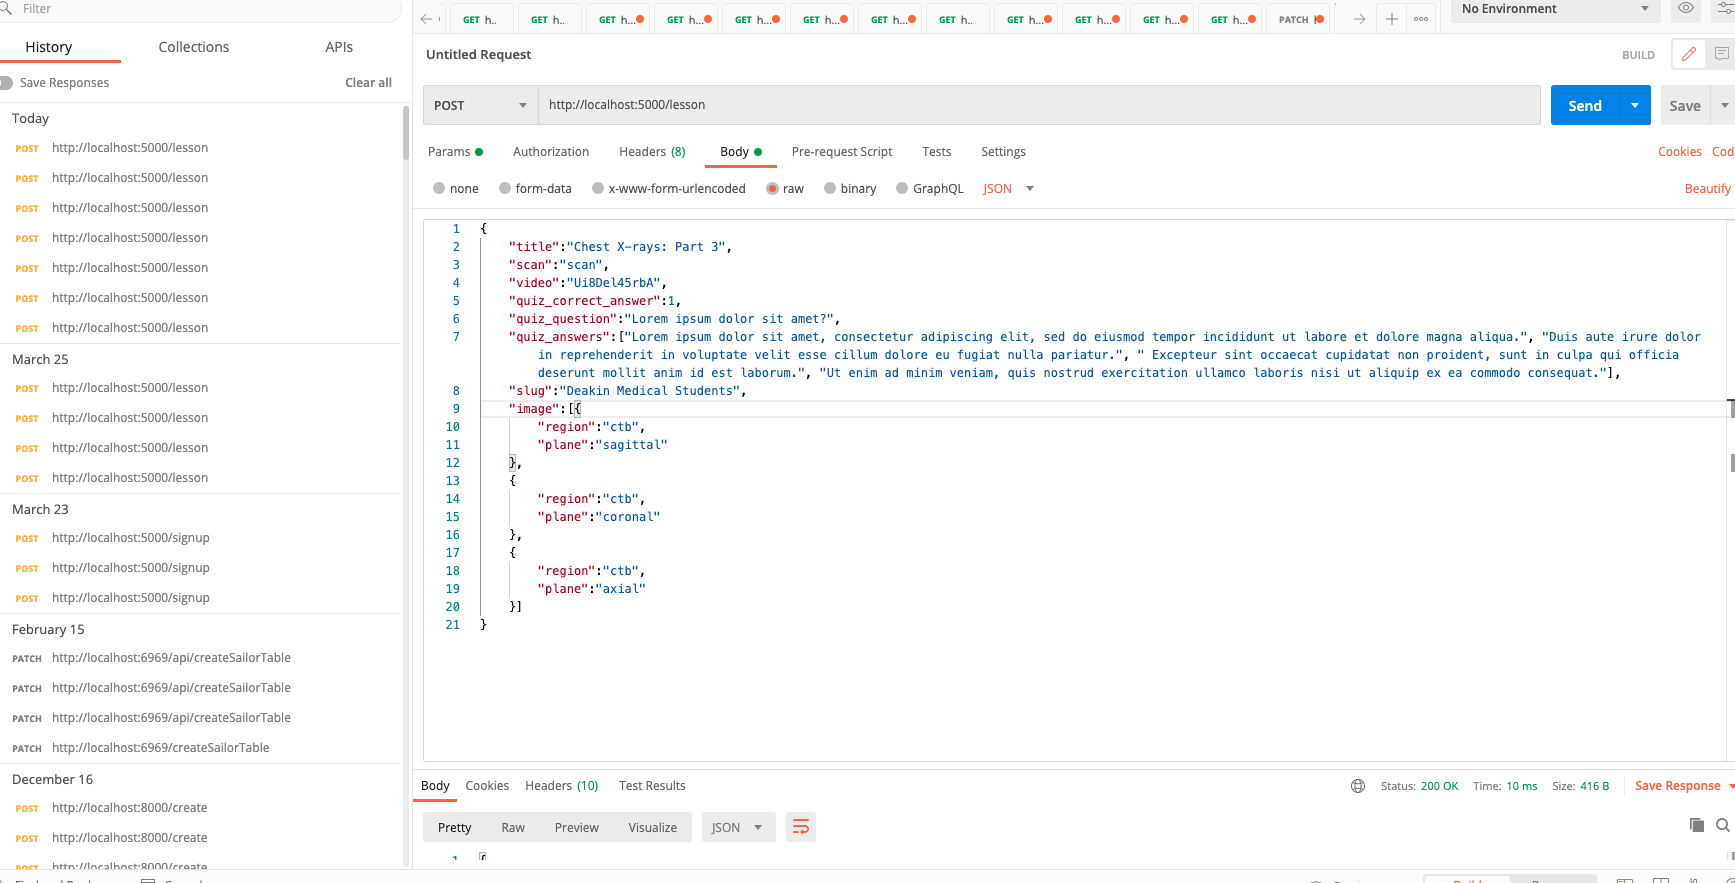 Filter
GET h..
GET h..
GET h...
GET h...
GET h...
GET h...
GET h...
GET h..
GET h...
GET h...
GET h...
GET h...
PATCH
No Environment
History
Collections
APIs
Untitled Request
BUILD
Save Responses
Clear all
POST
http://localhost:5000/lesson
Send
Save
Today
POST http://localhost:5000/lesson
POST http://localhost:5000/lesson
POST http://localhost:5000/lesson
POST http://localhost:5000/lesson
POST http://localhost:5000/lesson
POST http://localhost:5000/lesson
POST http://localhost:5000/lesson
March 25
POST http://localhost:5000/lesson
POST http://localhost:5000/lesson
POST http://localhost:5000/lesson
POST http://localhost:5000/lesson
March 23
POST http://localhost:5000/signup
POST http://localhost:5000/signup
POST http://localhost:5000/signup
February 15
PATCH http://localhost:6969/api/createSailorTable
PATCH http://localhost:6969/api/createSailorTable
PATCH http://localhost:6969/api/createSailorTable
PATCH http://localhost:6969/createSailorTable
December 16
POST http://localhost:8000/create
POST http://localhost:8000/create
POST http://localhost:8000/create
Params
Authorization
Headers (8)
Body
Pre-request Script
Tests
Settings
Cookies
Cod
none
form-data
x-www-form-urlencoded
raw
binary
GraphQL
JSON
Beautify
1 {
2 "title":"Chest X-rays: Part 3",
3 "scan":"scan",
4 "video":"Ui8Del45rbA",
5 "quiz_correct_answer":1,
6 "quiz_question":"Lorem ipsum dolor sit amet?",
7 "quiz_answers":["Lorem ipsum dolor sit amet, consectetur adipiscing elit, sed do eiusmod tempor incididunt ut labore et dolore magna aliqua.", "Duis aute irure dolor
in reprehenderit in voluptate velit esse cillum dolore eu fugiat nulla pariatur.", " Excepteur sint occaecat cupidatat non proident, sunt in culpa qui officia
deserunt mollit anim id est laborum.", "Ut enim ad minim veniam, quis nostrud exercitation ullamco laboris nisi ut aliquip ex ea commodo consequat."],
8 "slug":"Deakin Medical Students",
9 "image":[{
10 "region":"ctb",
11 "plane":"sagittal"
12 },
13 {
14 "region":"ctb",
15 "plane":"coronal"
16 },
17 {
18 "region":"ctb",
19 "plane":"axial"
20 }]
21 }
Body
Cookies
Headers (10)
Test Results
Status: 200 OK
Time: 10 ms
Size: 416 B
Save Response
Pretty
Raw
Preview
Visualize
JSON
1 {